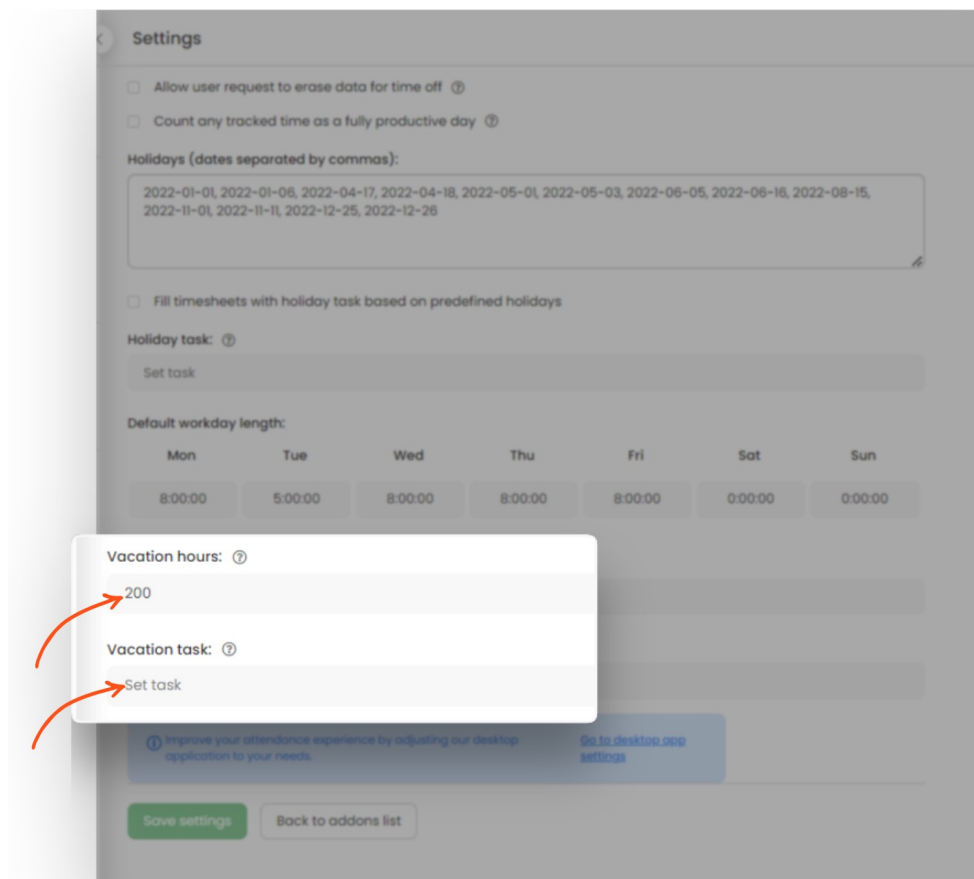 Settings
Allow user request to erase data for time off
Count any tracked time as a fully productive day
Holidays (dates separated by commas):
2022-01-01, 2022-01-06, 2022-04-17, 2022-04-18, 2022-05-01, 2022-05-03, 2022-06-05, 2022-06-16, 2022-08-15,
2022-11-01, 2022-11-11, 2022-12-25, 2022-12-26
Fill timesheets with holiday task based on predefined holidays
Holiday task:
Set task
Default workday length:
Mon Tue Wed Thu Fri Sat Sun
8:00:00 5:00:00 8:00:00 8:00:00 8:00:00 0:00:00 0:00:00
Vacation hours:
200
Vacation task:
Set task
Improve your attendance experience by adjusting our desktop Go to desktop app
application to your needs. settings
Save settings Back to addons list